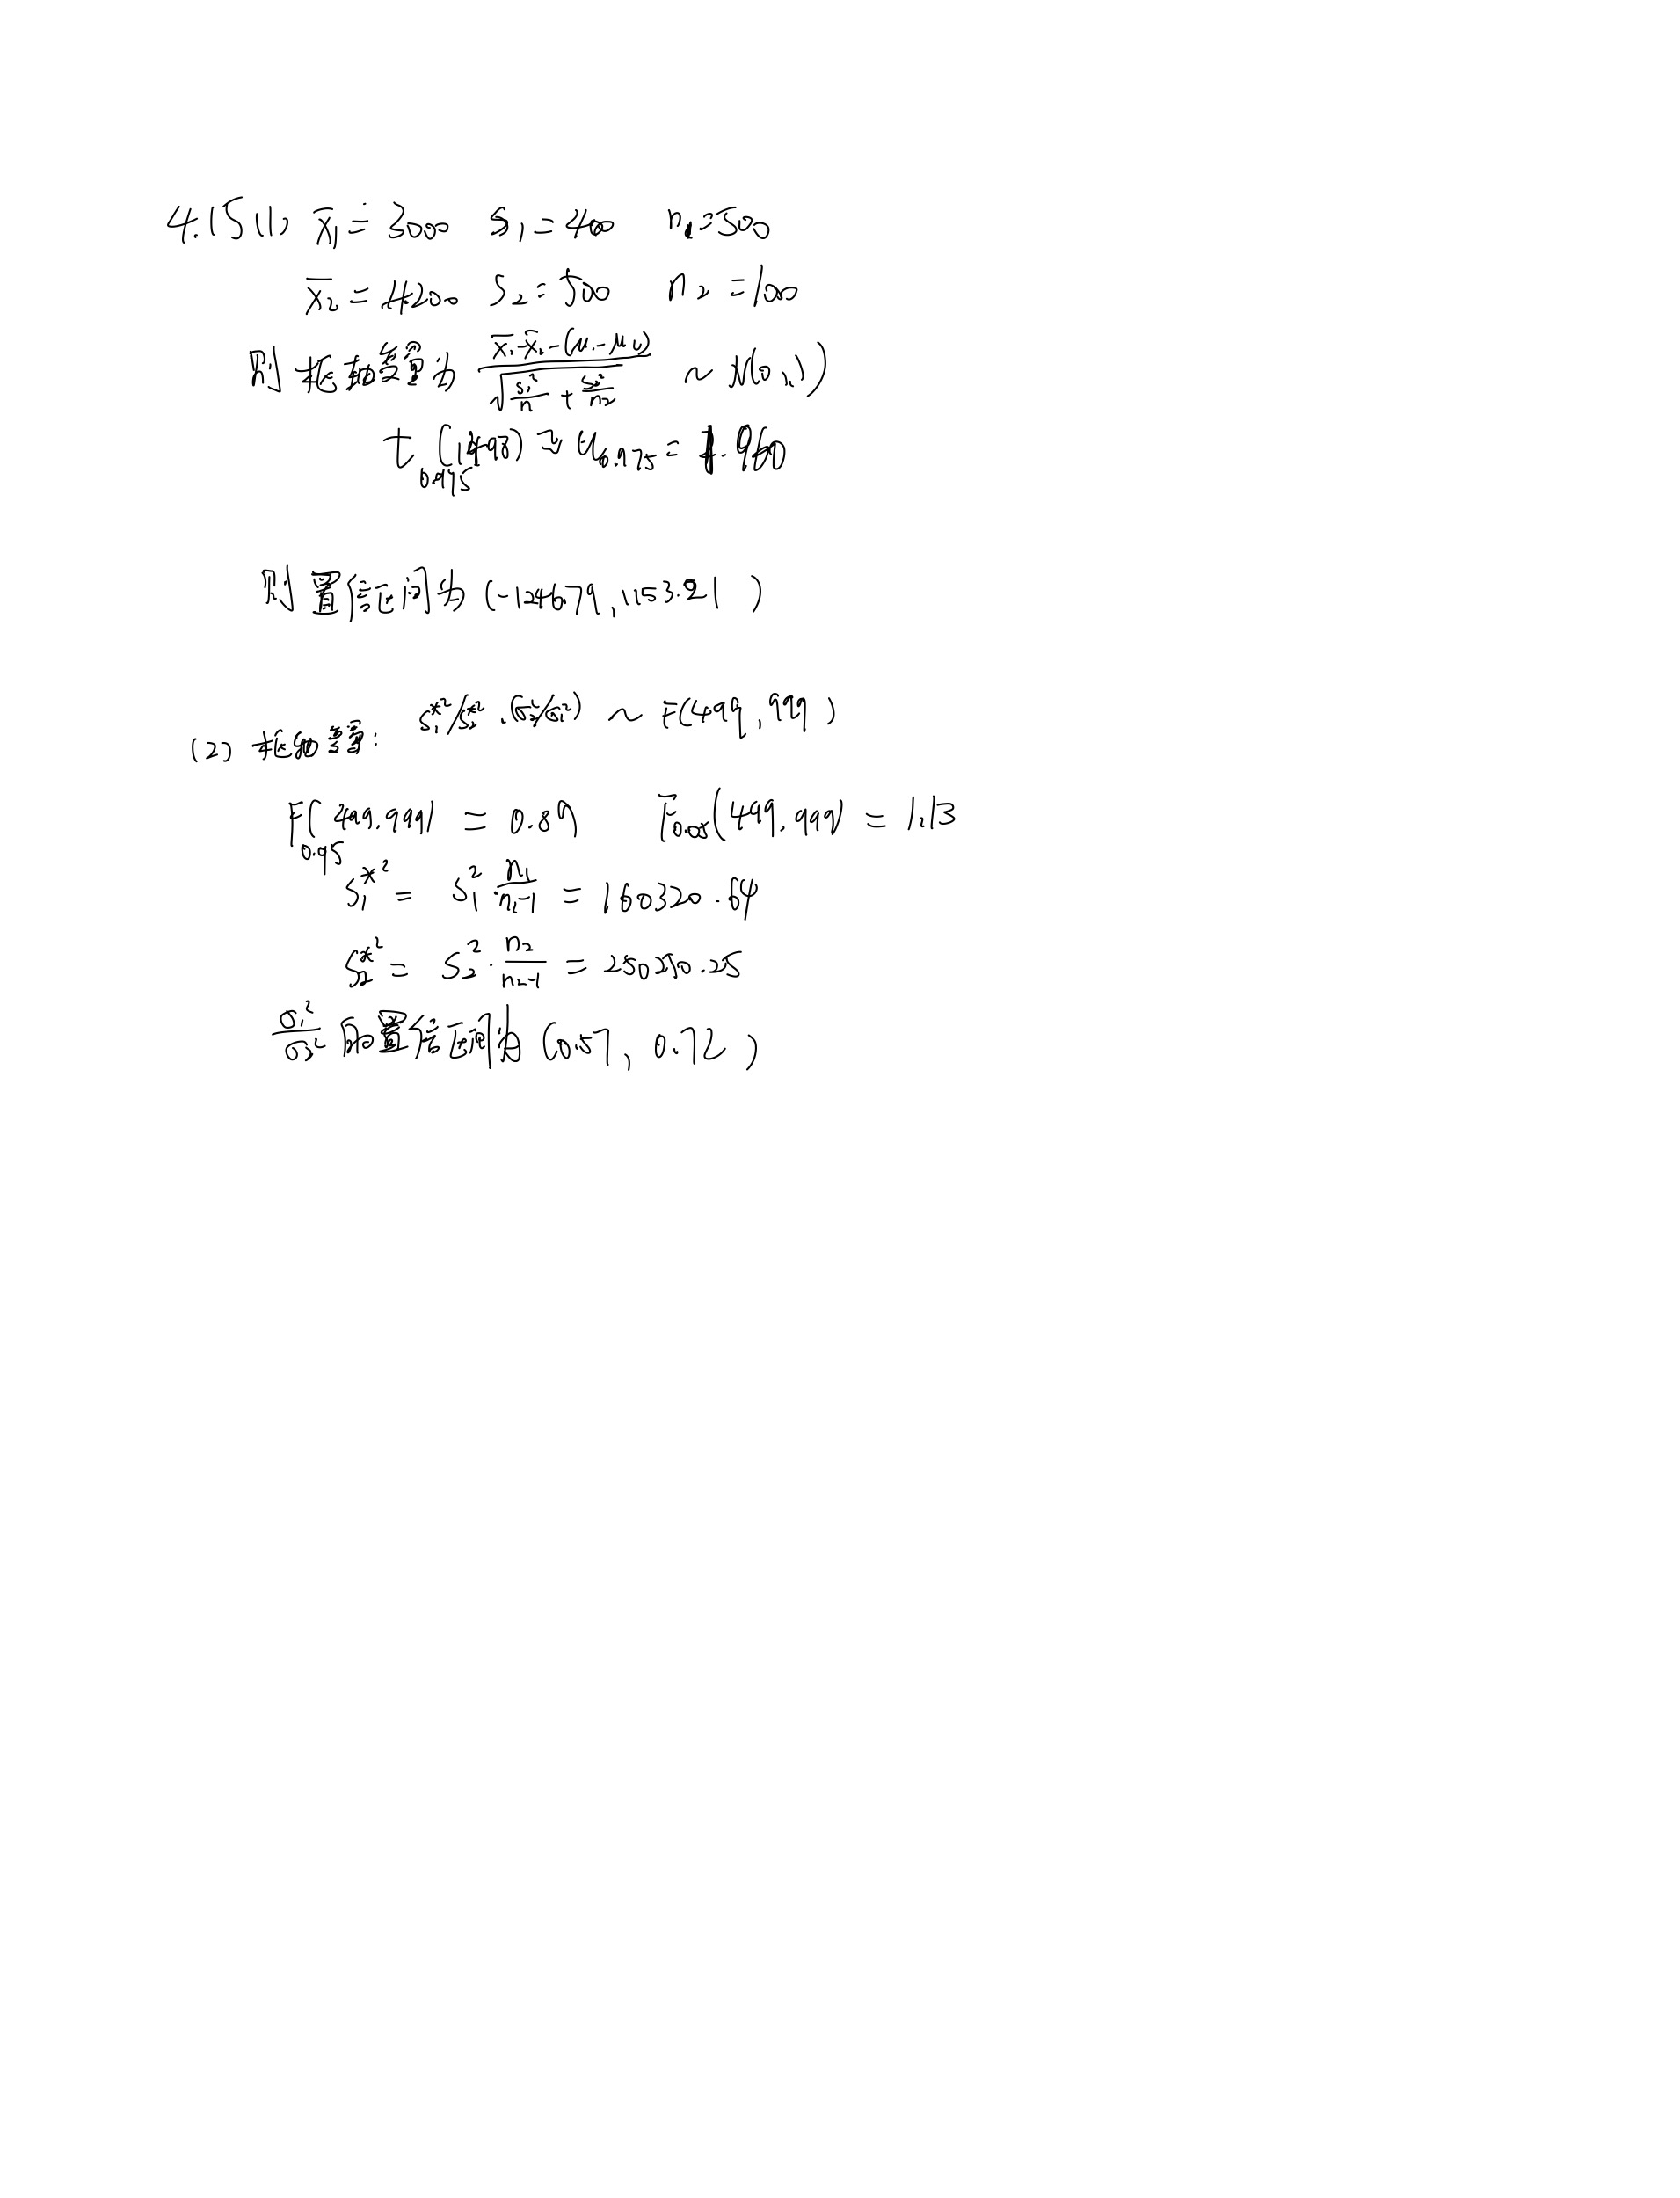 4.15(1) x̄₁ = 3000 S₁ = 400 n₁ = 500
x̄₂ = 4200 S₂ = 500 n₂ = 100
则枢轴变量为 (x̄₁-x̄₂-(μ₁-μ₂))/√(S₁²/n + S₂²/n₂) ~ N(0,1)
t₀.₉₇₅(1498) ≈ u₀.₉₇₅ = 1.960
则置信区间为 (-1246.79, 1153.21)
(2) 枢轴变量: S₁*²/S₂*² · (σ₂²/σ₁²) ~ F(499, 999)
F₀.₉₅(499, 999) = 0.89 F₀.₀₅(499, 999) = 1.13
S₁*² = S₁² · n₁/(n₁-1) = 160320.64
S₂*² = S₂² · n₂/(n₂-1) = 250250.25
σ₁²/σ₂² 的置信区间为 (0.57, 0.72)